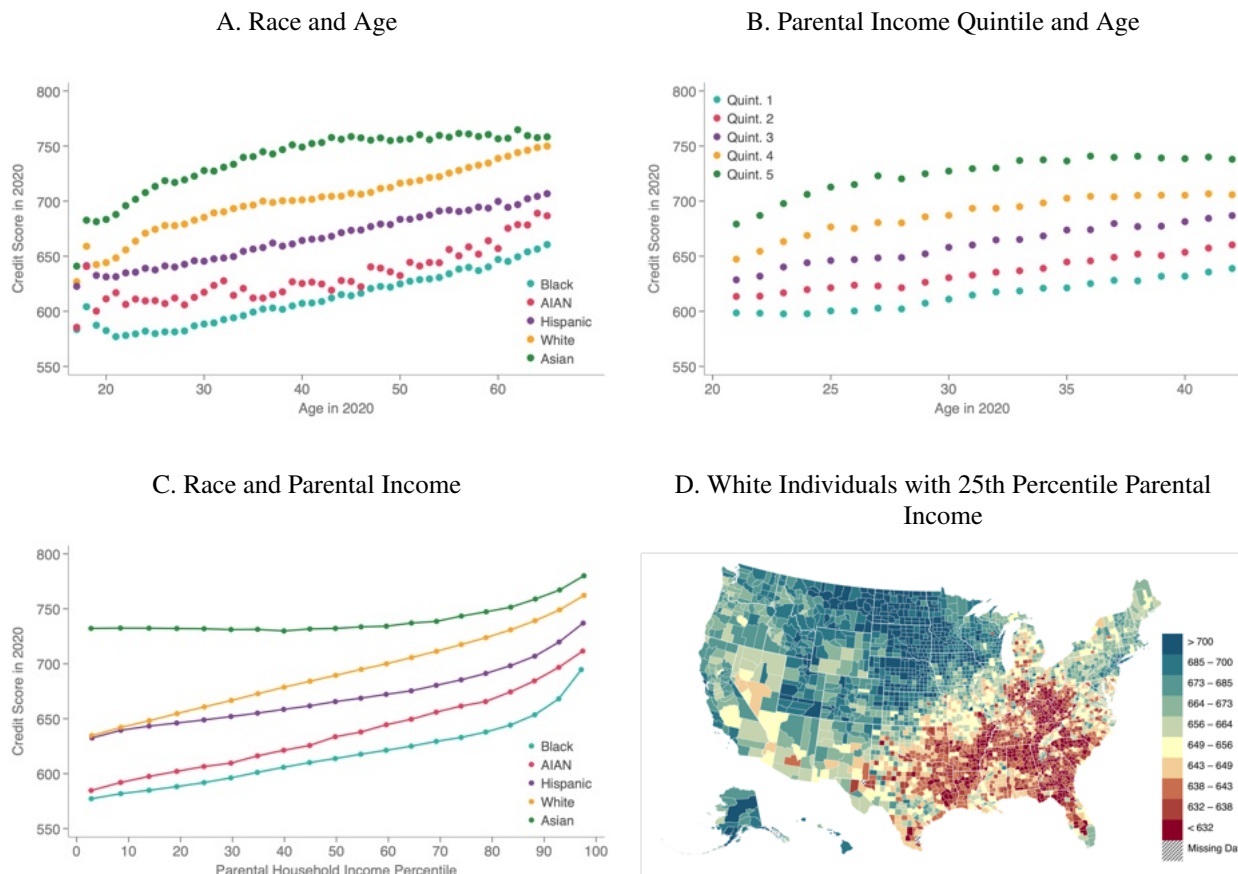 A. Race and Age
800
750
700
650
600
550
Credit Score in 2020
20
30
40
50
60
Age in 2020
Black
AIAN
Hispanic
White
Asian
B. Parental Income Quintile and Age
800
750
700
650
600
550
Credit Score in 2020
Quint. 1
Quint. 2
Quint. 3
Quint. 4
Quint. 5
20
25
30
35
40
Age in 2020
C. Race and Parental Income
800
750
700
650
600
550
Credit Score in 2020
0
10
20
30
40
50
60
70
80
90
100
Parental Household Income Percentile
Black
AIAN
Hispanic
White
Asian
D. White Individuals with 25th Percentile Parental
Income
> 700
685 – 700
673 – 685
664 – 673
656 – 664
649 – 656
643 – 649
638 – 643
632 – 638
< 632
Missing Da